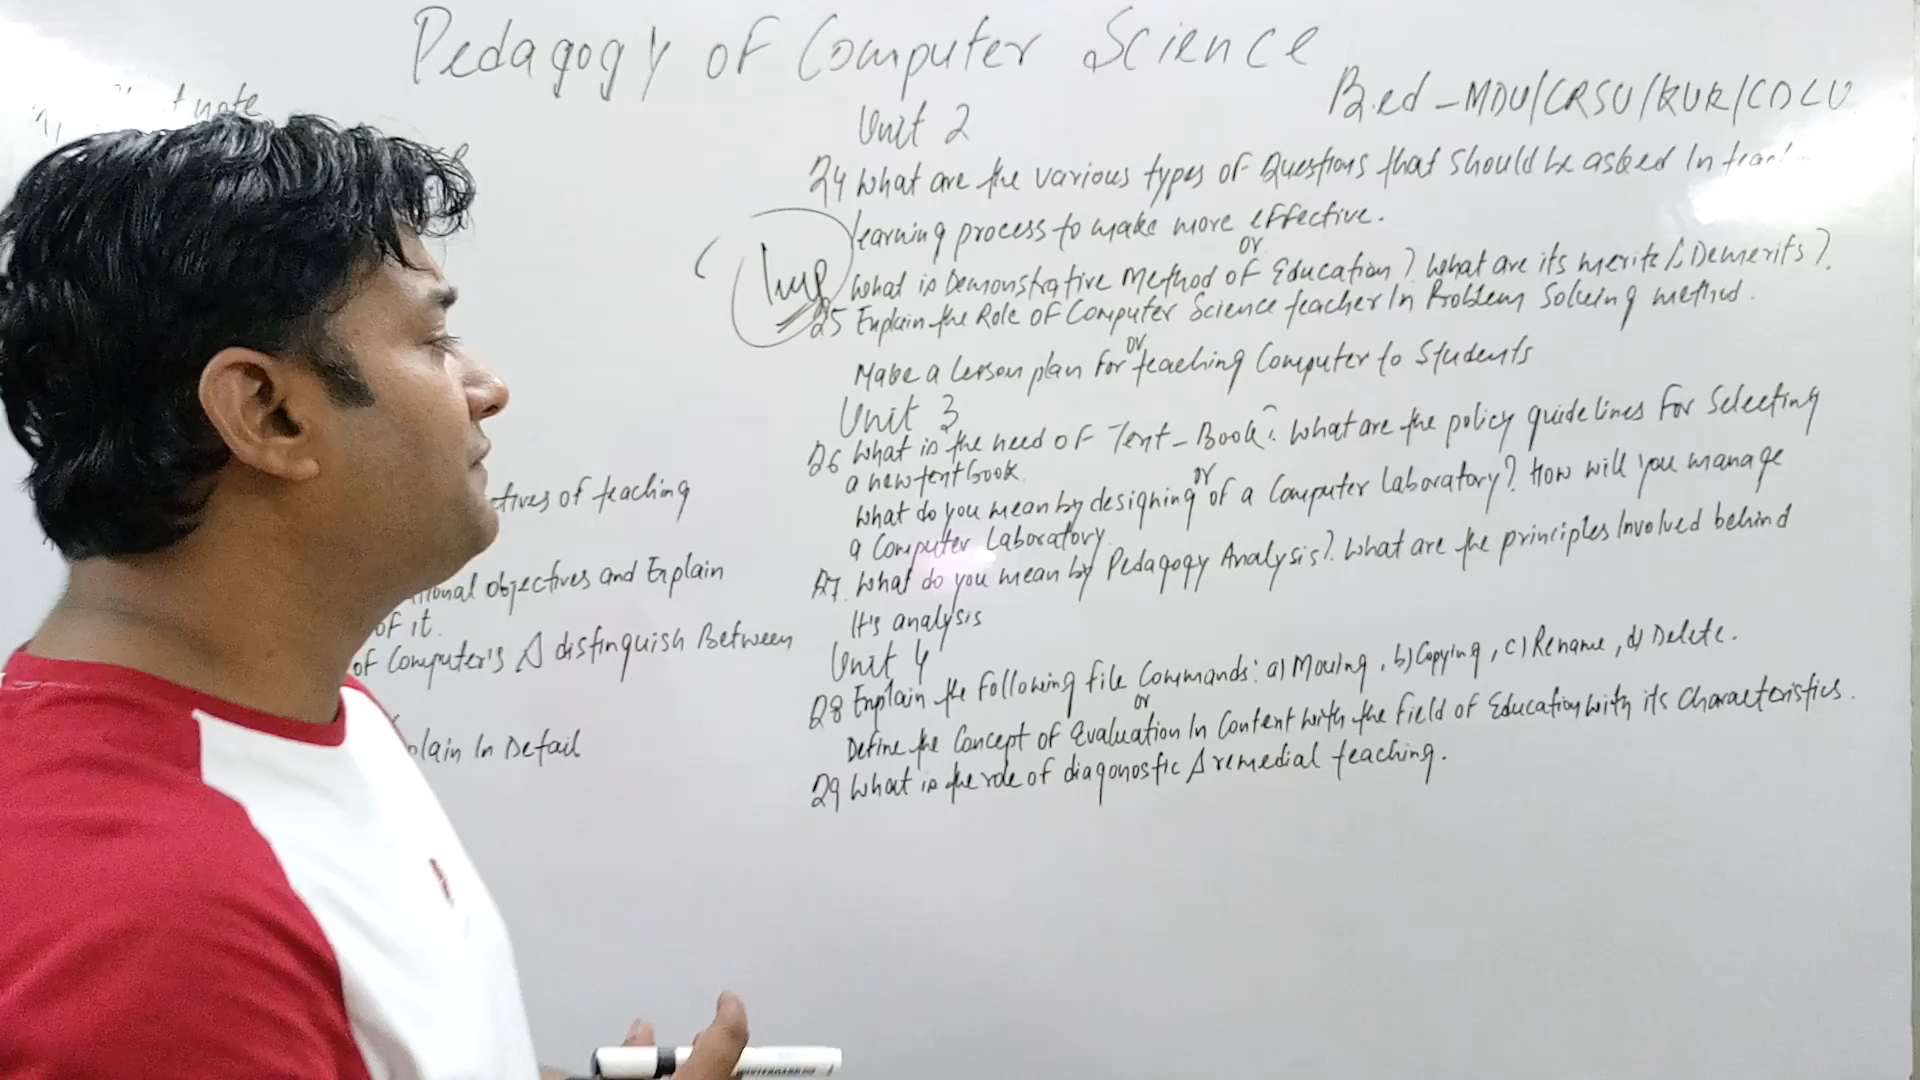 Pedagogy of Computer Science
B.ed - MDU/CRSU/KUK/CDLU
note
Unit 2
Q4 What are the various types of Questions that should be asked In
learning process to make more effective.
or
Imp
What is Demonstrative Method of Education? What are its merits & Demerits?
Q5 Explain the Role of Computer Science teacher In Problem Solving method.
or
Make a lesson plan for teaching Computer to Students
Unit 3
Q6 What is the need of Text-Book? What are the policy guidelines For Selecting
a new text book.
or
What do you mean by designing of a Computer Laboratory? How will you manage
a Computer Laboratory.
Q7. What do you mean by Pedagogy Analysis? What are the principles Involved behind
It's analysis
Unit 4
Q8 Explain the Following File Commands: a) Moving, b) Copying, c) Rename, d) Delete.
or
Define the Concept of Evaluation In Content with the Field of Education with its Characteristics.
Q9 What is the role of diagonostic & remedial teaching.
of teaching
objectives and Explain
of it.
of Computer's & distinguish Between
In Detail